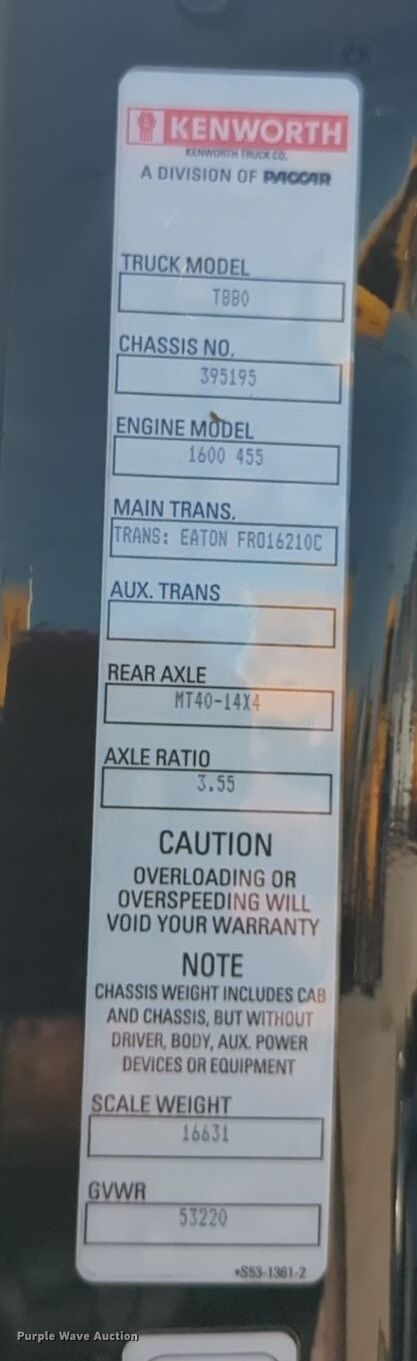 KENWORTH
KENWORTH TRUCK CO.
A DIVISION OF PACCAR
TRUCK MODEL
T880
CHASSIS NO.
395195
ENGINE MODEL
1600 455
MAIN TRANS.
TRANS: EATON FRO16210C
AUX. TRANS
REAR AXLE
MT40-14X4
AXLE RATIO
3.55
CAUTION
OVERLOADING OR
OVERSPEEDING WILL
VOID YOUR WARRANTY
NOTE
CHASSIS WEIGHT INCLUDES CAB
AND CHASSIS, BUT WITHOUT
DRIVER, BODY, AUX. POWER
DEVICES OR EQUIPMENT
SCALE WEIGHT
16631
GVWR
53220
*S53-1361-2
Purple Wave Auction